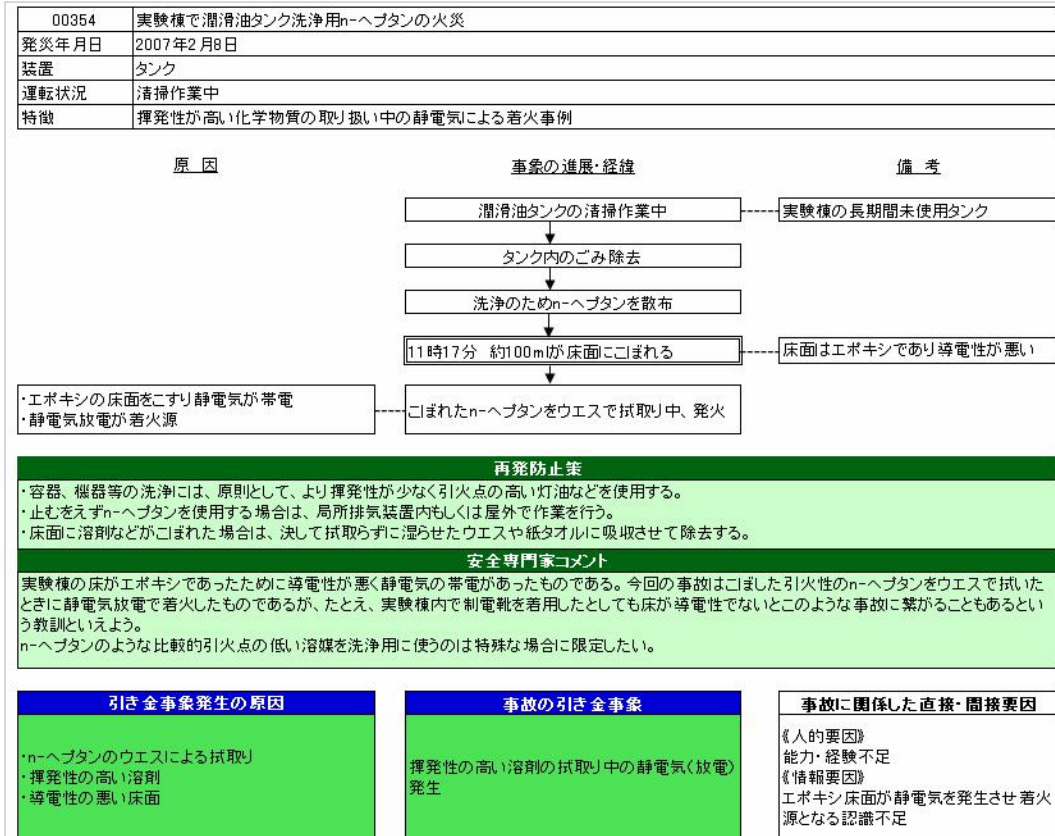 00354 実験棟で潤滑油タンク洗浄用n-ヘプタンの火災
発災年月日 2007年2月8日
装置 タンク
運転状況 清掃作業中
特徴 揮発性が高い化学物質の取り扱い中の静電気による着火事例
原 因 事象の進展・経緯 備 考
潤滑油タンクの清掃作業中 実験棟の長期間未使用タンク
タンク内のごみ除去
洗浄のためn-ヘプタンを散布
11時17分 約100mlが床面にこぼれる 床面はエポキシであり導電性が悪い
・エポキシの床面をこすり静電気が帯電
・静電気放電が着火源
こぼれたn-ヘプタンをウエスで拭取り中、発火
再発防止策
・容器、機器等の洗浄には、原則として、より揮発性が少なく引火点の高い灯油などを使用する。
・止むをえずn-ヘプタンを使用する場合は、局所排気装置内もしくは屋外で作業を行う。
・床面に溶剤などがこぼれた場合は、決して拭取らずに湿らせたウエスや紙タオルに吸収させて除去する。
安全専門家コメント
実験棟の床がエポキシであったために導電性が悪く静電気の帯電があったものである。今回の事故はこぼした引火性のn-ヘプタンをウエスで拭いた
ときに静電気放電で着火したものであるが、たとえ、実験棟内で制電靴を着用したとしても床が導電性でないとこのような事故に繋がることもあるとい
う教訓といえよう。
n-ヘプタンのような比較的引火点の低い溶媒を洗浄用に使うのは特殊な場合に限定したい。
引き金事象発生の原因
・n-ヘプタンのウエスによる拭取り
・揮発性の高い溶剤
・導電性の悪い床面
事故の引き金事象
揮発性の高い溶剤の拭取り中の静電気(放電)
発生
事故に関係した直接・間接要因
《人的要因》
能力・経験不足
《情報要因》
エポキシ床面が静電気を発生させ着火
源となる認識不足